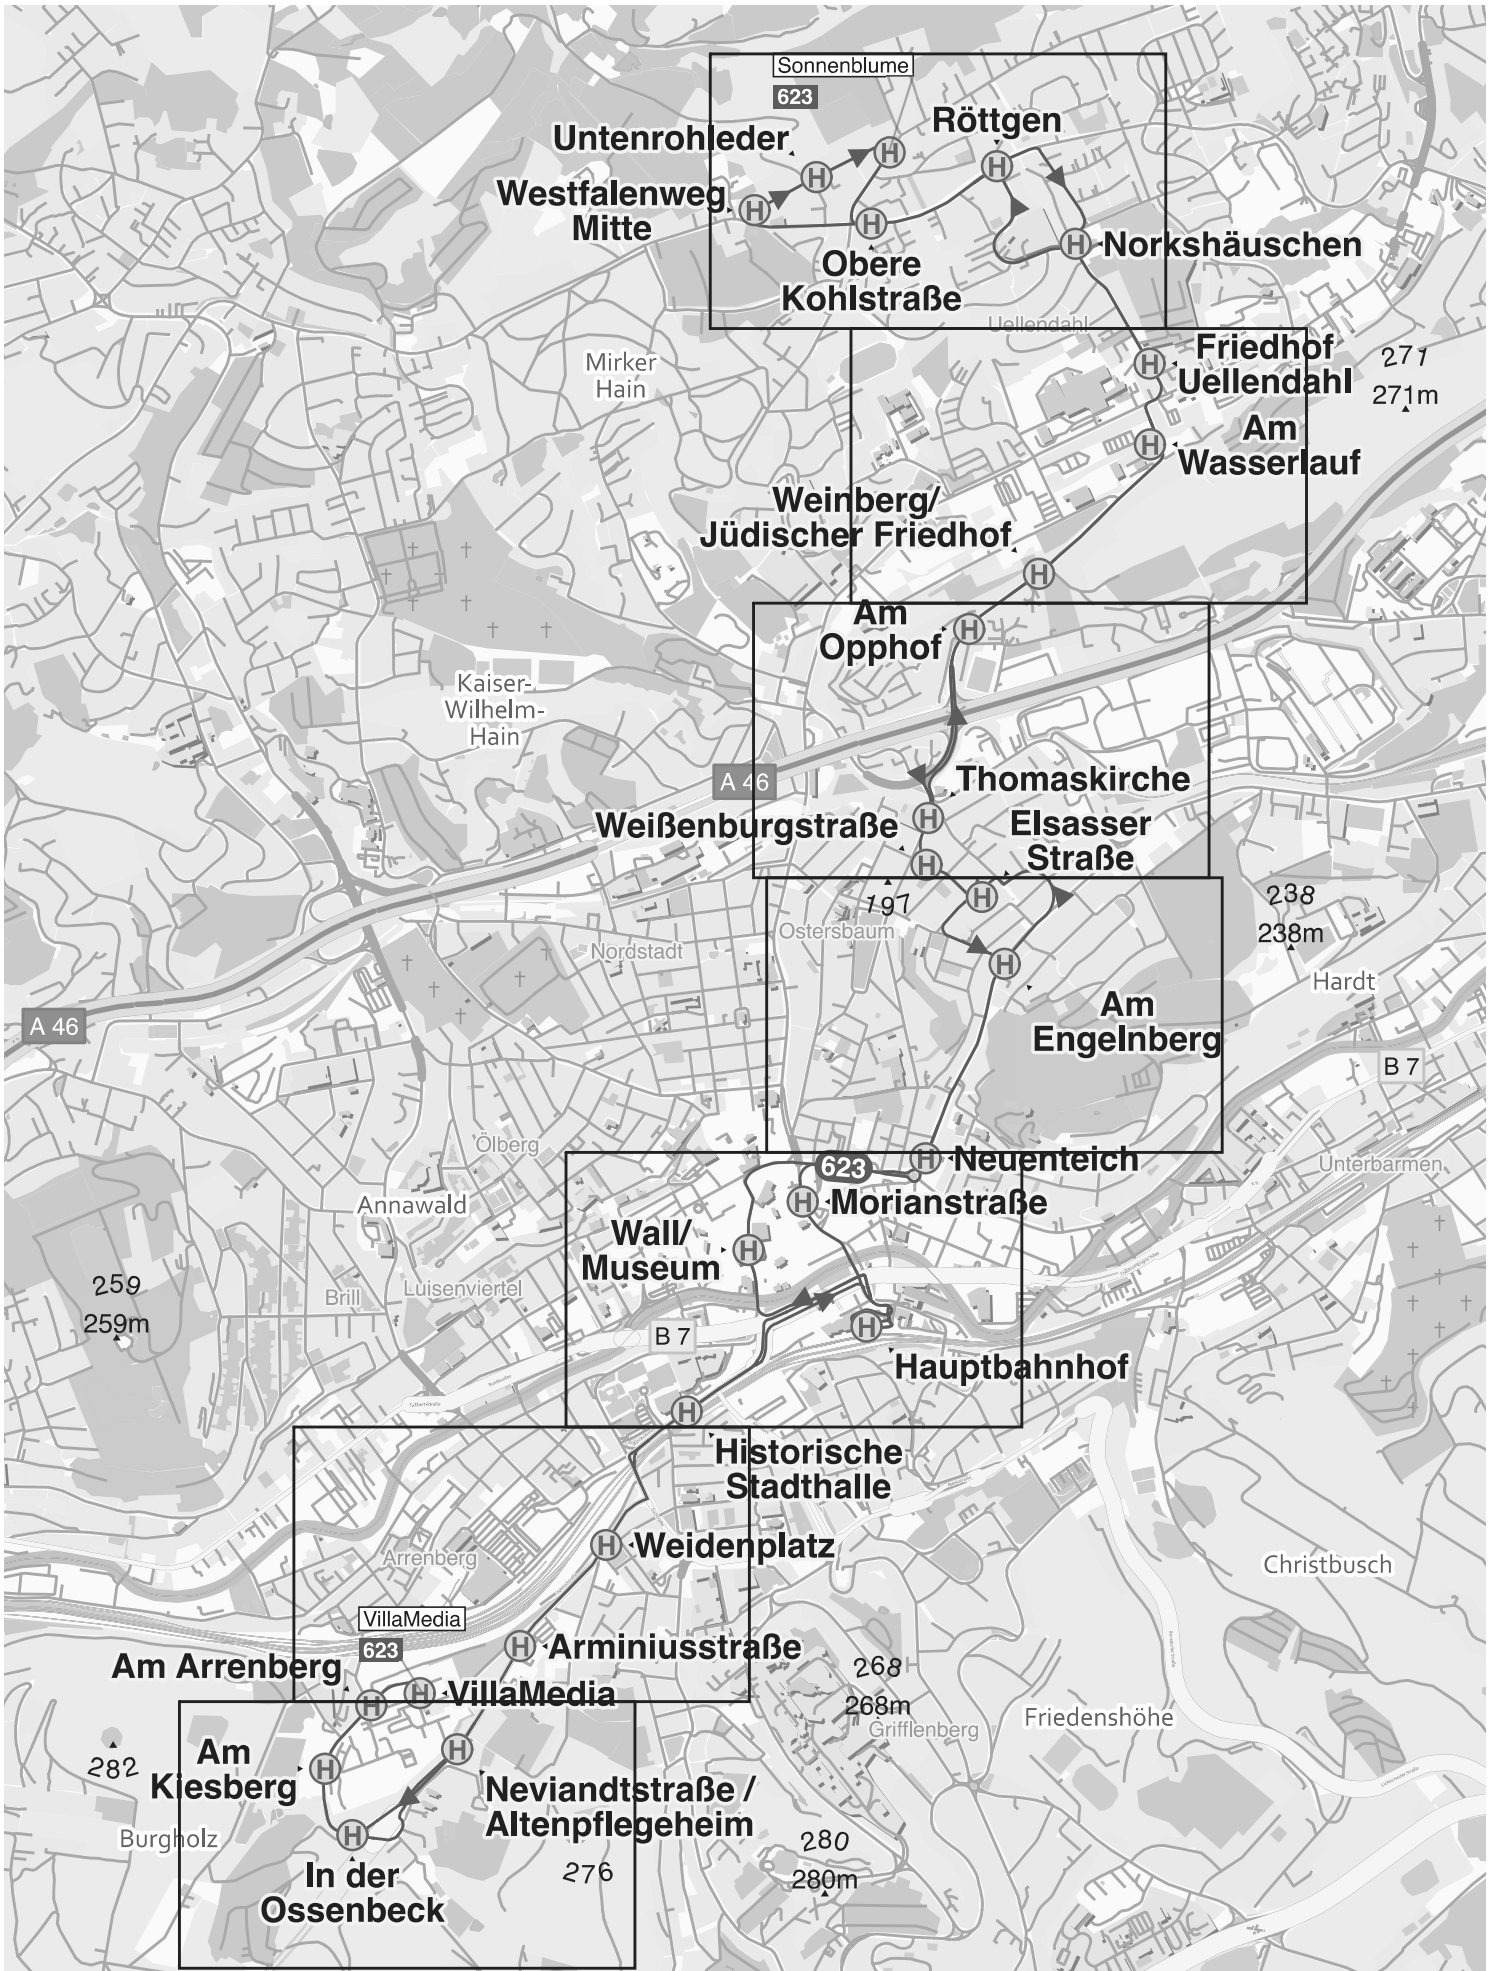 Sonnenblume
623
Röttgen
Untenrohleder
Westfalenweg
Mitte
Norkshäuschen
Obere
Kohlstraße
Uellendahl
Mirker
Hain
Friedhof
Uellendahl
271
271m
Am
Wasserlauf
Weinberg/
Jüdischer Friedhof
Am
Opphof
Kaiser-
Wilhelm-
Hain
A 46
Thomaskirche
Weißenburgstraße
Elsasser
Straße
197
238
238m
Ostersbaum
Nordstadt
Hardt
A 46
Am
Engelnberg
B 7
Ölberg
Neuenteich
623
Unterbarmen
Annawald
Morianstraße
Wall/
Museum
259
259m
Brill
Luisenviertel
B 7
Hauptbahnhof
Historische
Stadthalle
Weidenplatz
Arrenberg
Christbusch
VillaMedia
623
Arminiusstraße
Am Arrenberg
VillaMedia
268
268m
Grifflenberg
Friedenshöhe
Am
Kiesberg
282
Neviandtstraße /
Altenpflegeheim
Burgholz
280
280m
276
In der
Ossenbeck